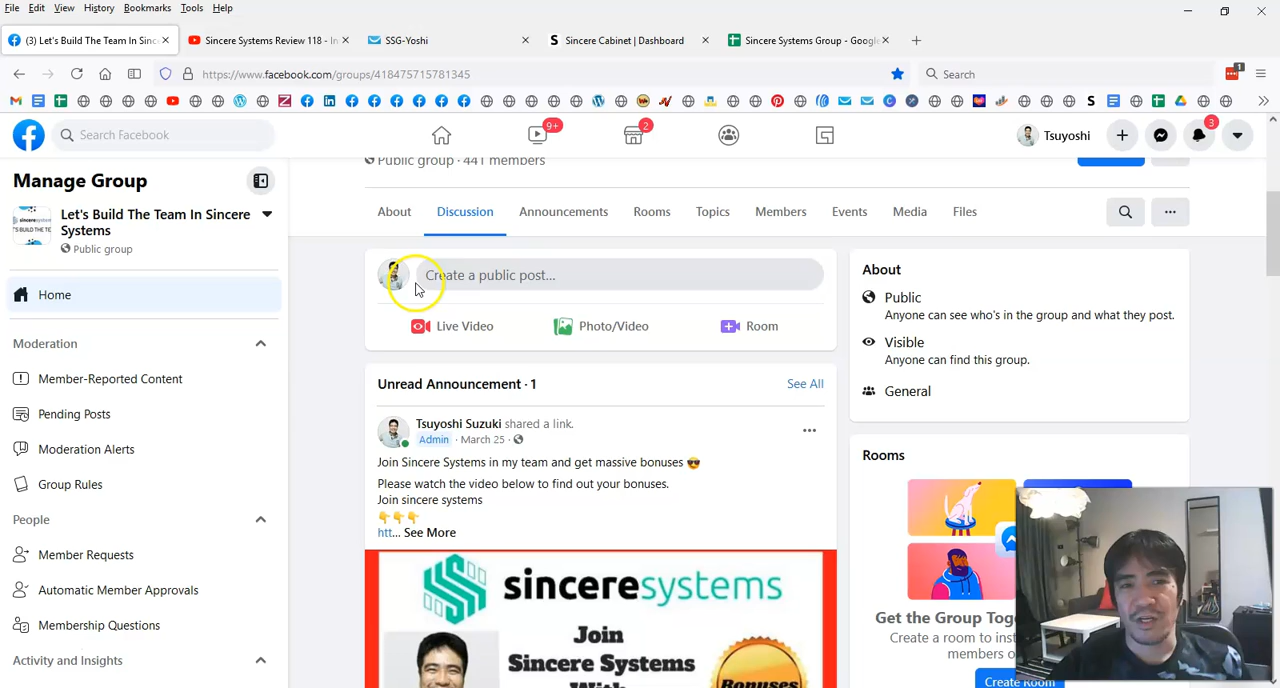 File Edit View History Bookmarks Tools Help
(3) Let's Build The Team In Since
Sincere Systems Review 118 - In
SSG-Yoshi
Sincere Cabinet | Dashboard
Sincere Systems Group - Google
https://www.facebook.com/groups/418475715781345
Search
1
Search Facebook
9+
2
Tsuyoshi
3
Manage Group
Let's Build The Team In Sincere
Systems
Public group
Home
Moderation
Member-Reported Content
Pending Posts
Moderation Alerts
Group Rules
People
Member Requests
Automatic Member Approvals
Membership Questions
Activity and Insights
Public group · 441 members
About Discussion Announcements Rooms Topics Members Events Media Files
Create a public post...
Live Video Photo/Video Room
Unread Announcement · 1
See All
Tsuyoshi Suzuki shared a link.
Admin · March 25 ·
Join Sincere Systems in my team and get massive bonuses 😎
Please watch the video below to find out your bonuses.
Join sincere systems
👇👇👇
htt... See More
sinceresystems
Join
Sincere Systems
With
Bonuses
About
Public
Anyone can see who's in the group and what they post.
Visible
Anyone can find this group.
General
Rooms
Get the Group Tog
Create a room to inst
members o
Create Room